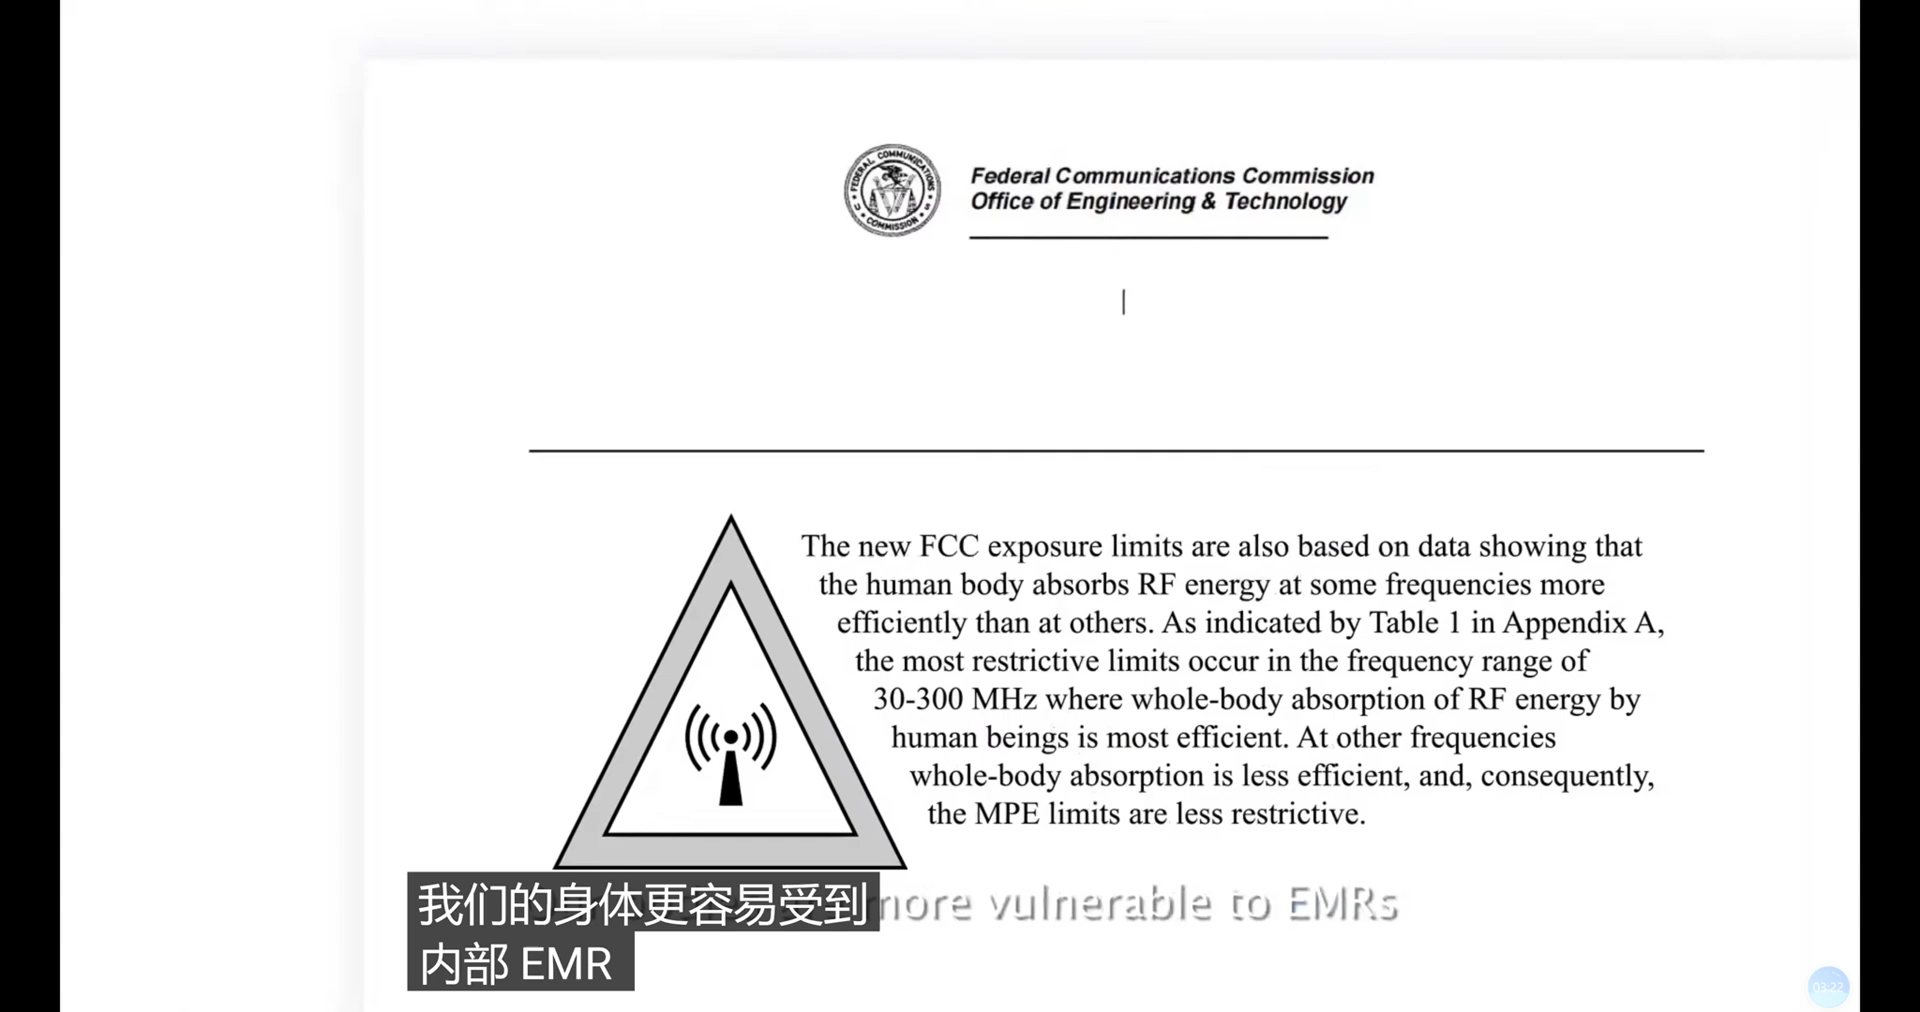 Federal Communications Commission
Office of Engineering & Technology
The new FCC exposure limits are also based on data showing that
the human body absorbs RF energy at some frequencies more
efficiently than at others. As indicated by Table 1 in Appendix A,
the most restrictive limits occur in the frequency range of
30-300 MHz where whole-body absorption of RF energy by
human beings is most efficient. At other frequencies
whole-body absorption is less efficient, and, consequently,
the MPE limits are less restrictive.
我们的身体更容易受到
more vulnerable to EMRs
内部 EMR
03:22